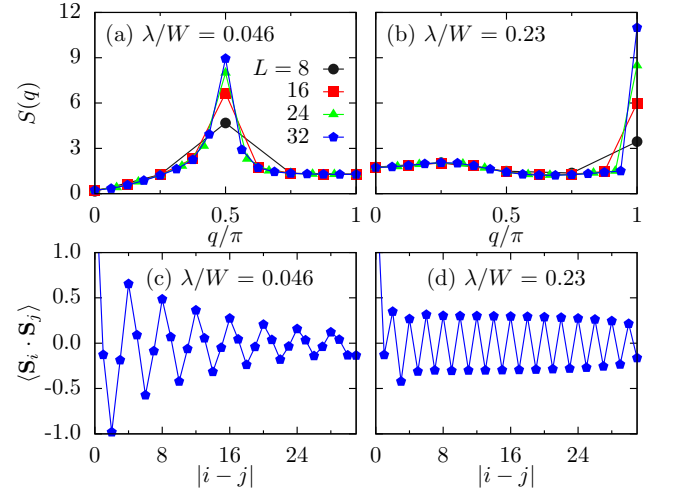 12
9
6
3
0
S(q)
(a) λ/W = 0.046
L = 8
16
24
32
0
0.5
1
q/π
(b) λ/W = 0.23
0
0.5
1
q/π
1.0
0.5
0.0
-0.5
-1.0
⟨S_i · S_j⟩
(c) λ/W = 0.046
0
8
16
24
|i − j|
(d) λ/W = 0.23
0
8
16
24
|i − j|